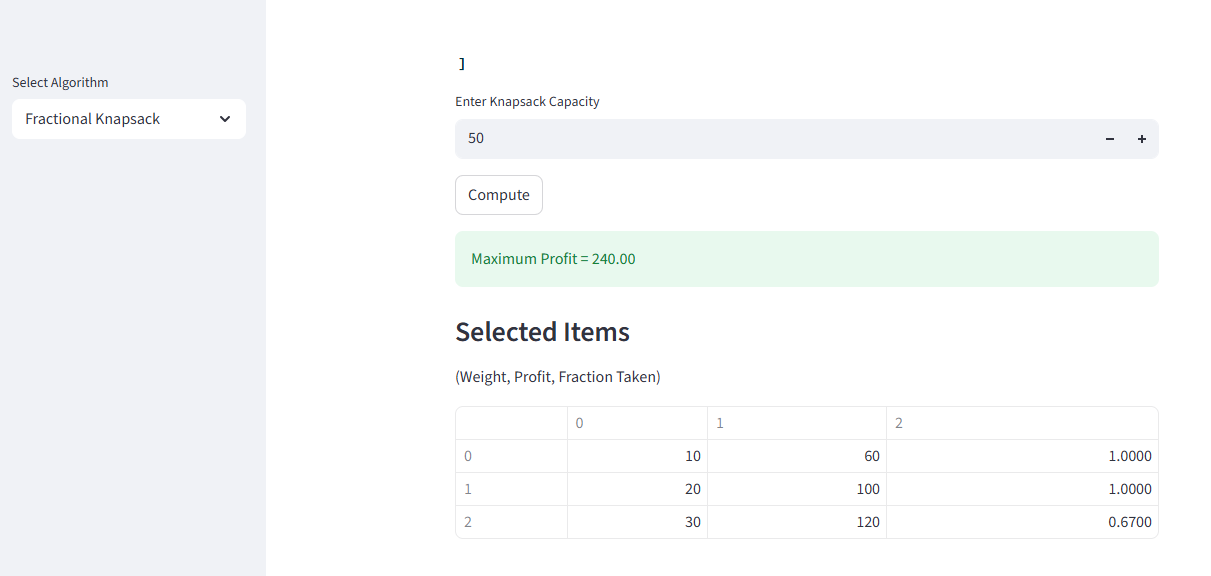 Select Algorithm
Fractional Knapsack
]
Enter Knapsack Capacity
50 − +
Compute
Maximum Profit = 240.00
Selected Items
(Weight, Profit, Fraction Taken)
0 1 2
0 10 60 1.0000
1 20 100 1.0000
2 30 120 0.6700